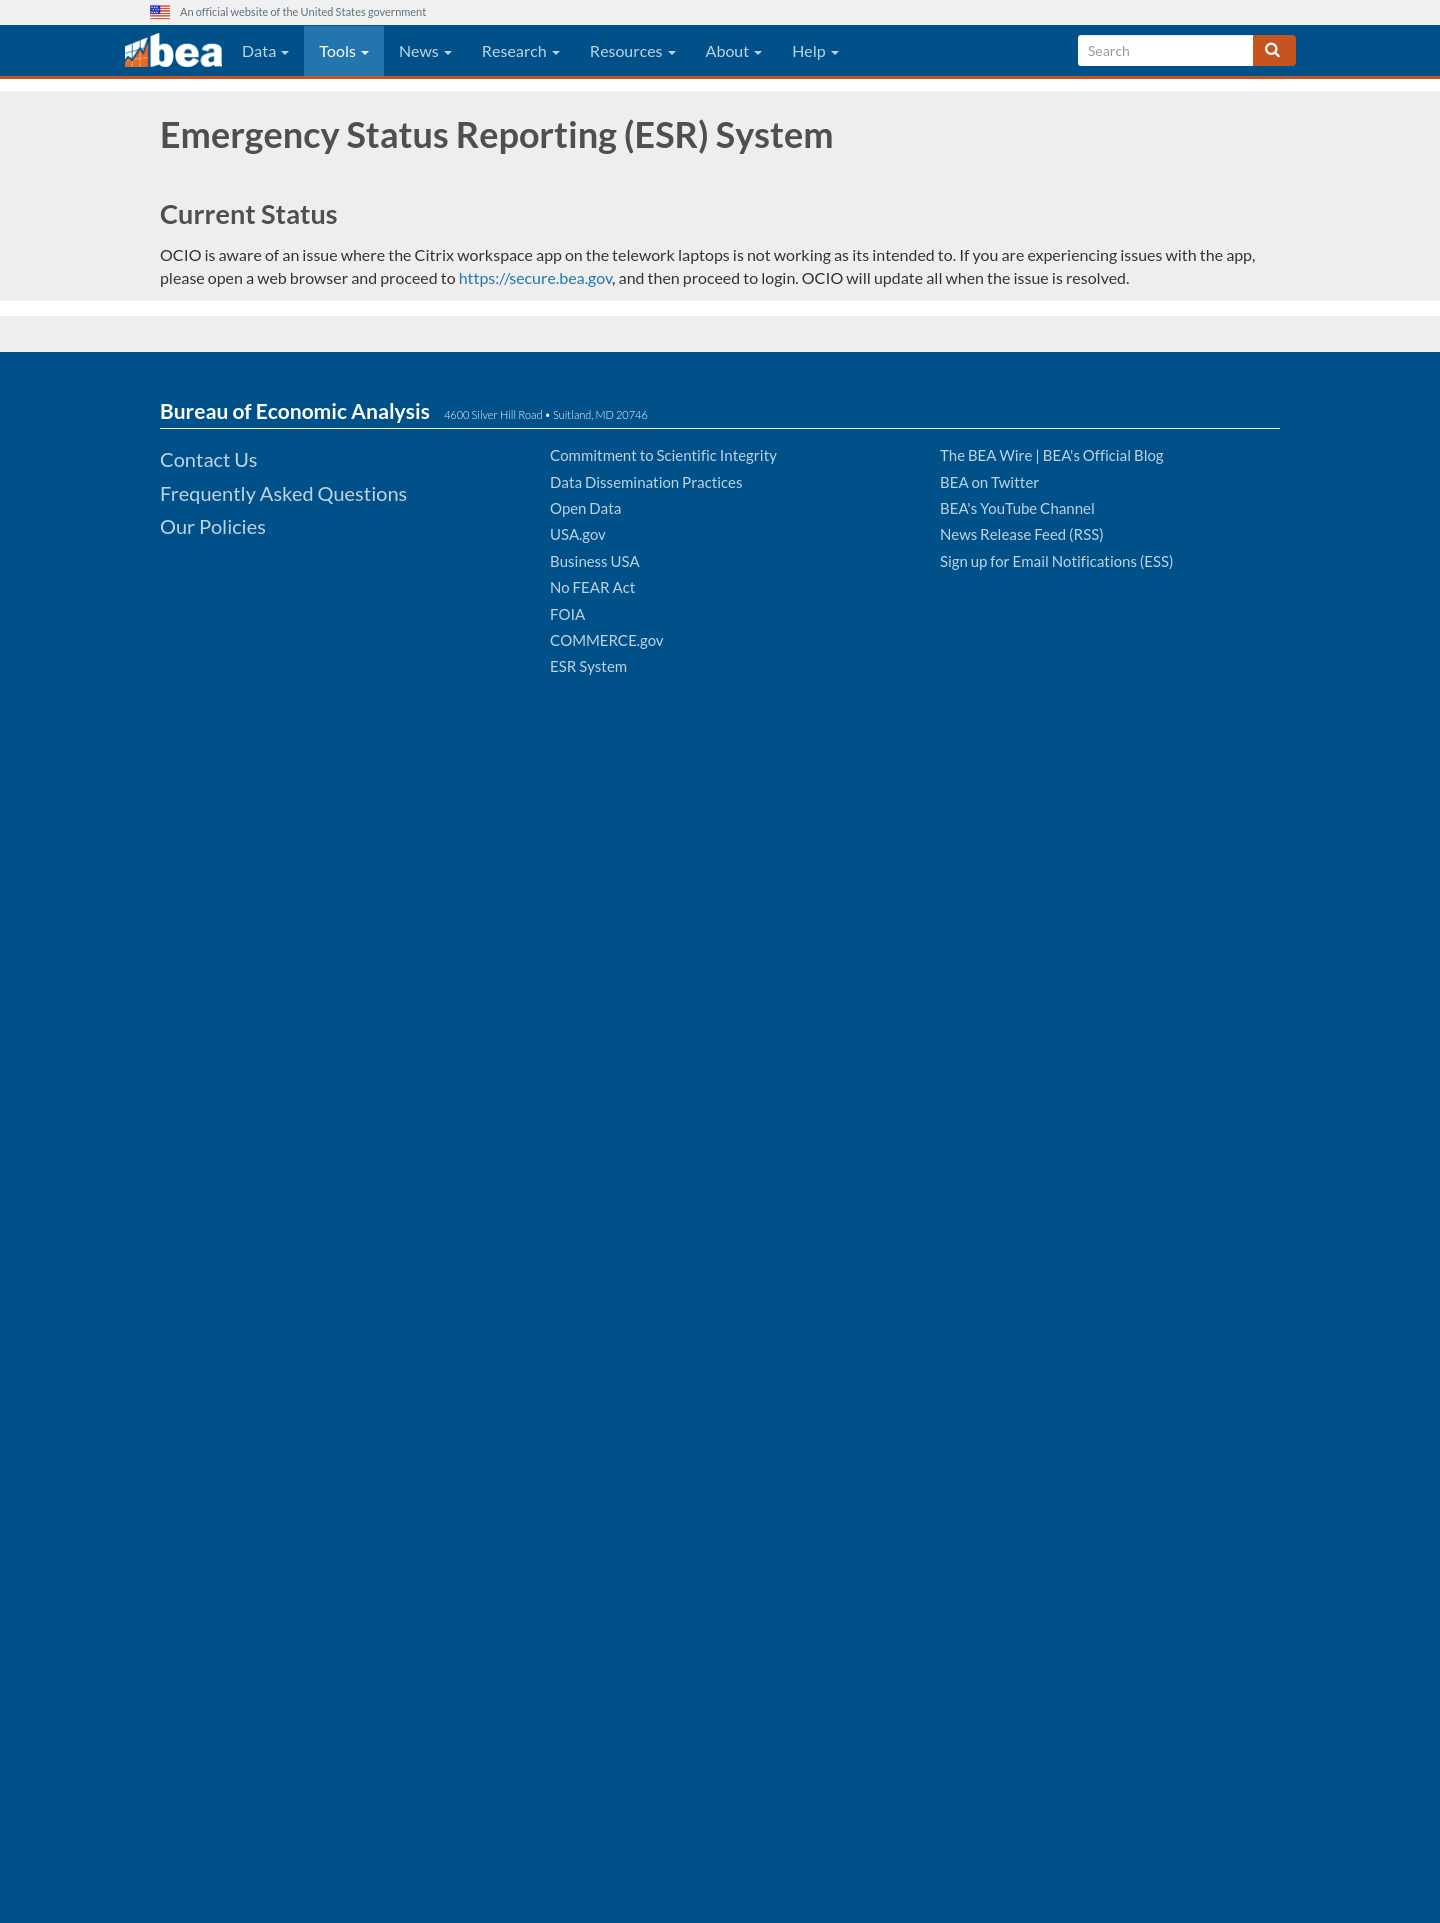 An official website of the United States government
bea Data Tools News Research Resources About Help Search
Emergency Status Reporting (ESR) System
Current Status
OCIO is aware of an issue where the Citrix workspace app on the telework laptops is not working as its intended to. If you are experiencing issues with the app,
please open a web browser and proceed to https://secure.bea.gov, and then proceed to login. OCIO will update all when the issue is resolved.
Bureau of Economic Analysis 4600 Silver Hill Road • Suitland, MD 20746
Contact Us
Frequently Asked Questions
Our Policies
Commitment to Scientific Integrity
Data Dissemination Practices
Open Data
USA.gov
Business USA
No FEAR Act
FOIA
COMMERCE.gov
ESR System
The BEA Wire | BEA's Official Blog
BEA on Twitter
BEA's YouTube Channel
News Release Feed (RSS)
Sign up for Email Notifications (ESS)